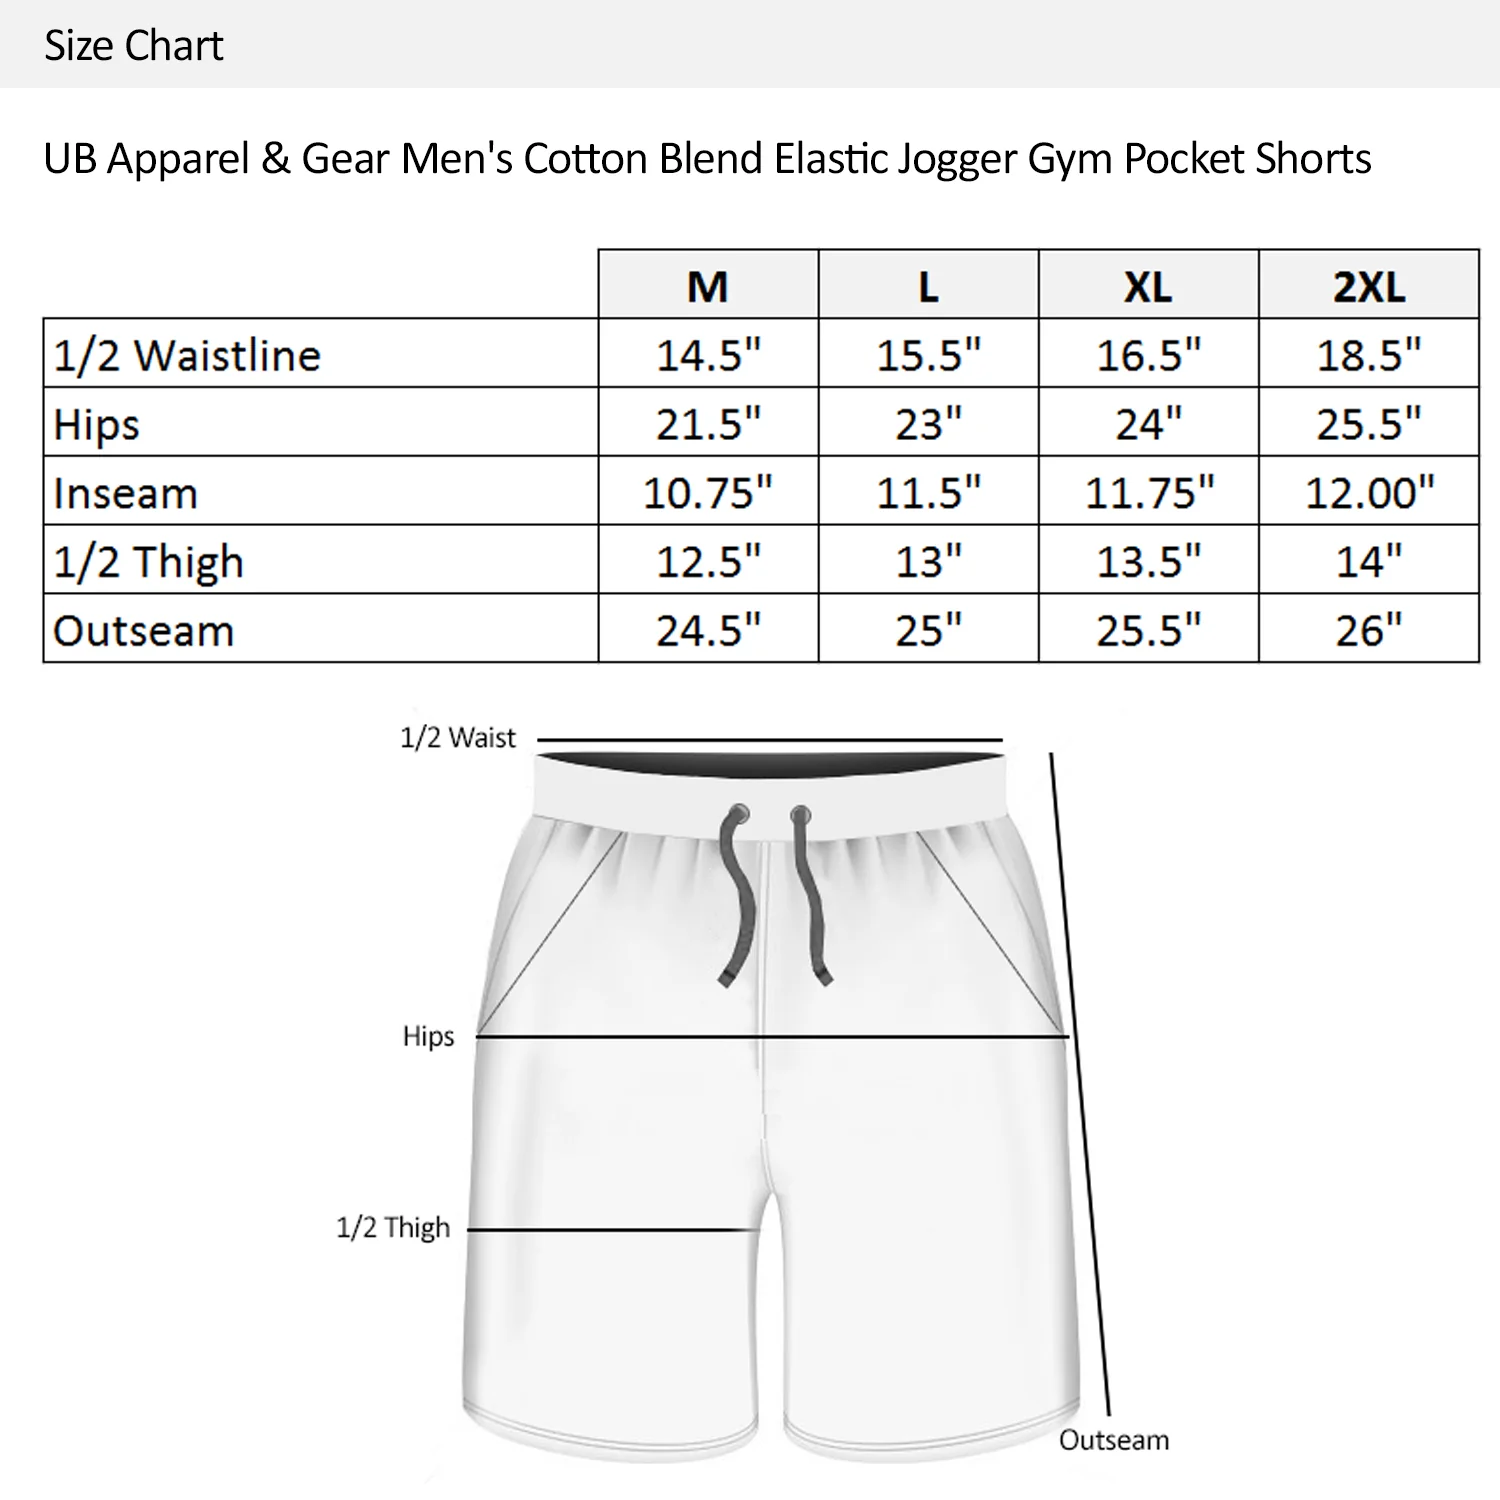 Size Chart
UB Apparel & Gear Men's Cotton Blend Elastic Jogger Gym Pocket Shorts
M L XL 2XL
1/2 Waistline 14.5" 15.5" 16.5" 18.5"
Hips 21.5" 23" 24" 25.5"
Inseam 10.75" 11.5" 11.75" 12.00"
1/2 Thigh 12.5" 13" 13.5" 14"
Outseam 24.5" 25" 25.5" 26"
1/2 Waist
Hips
1/2 Thigh
Outseam